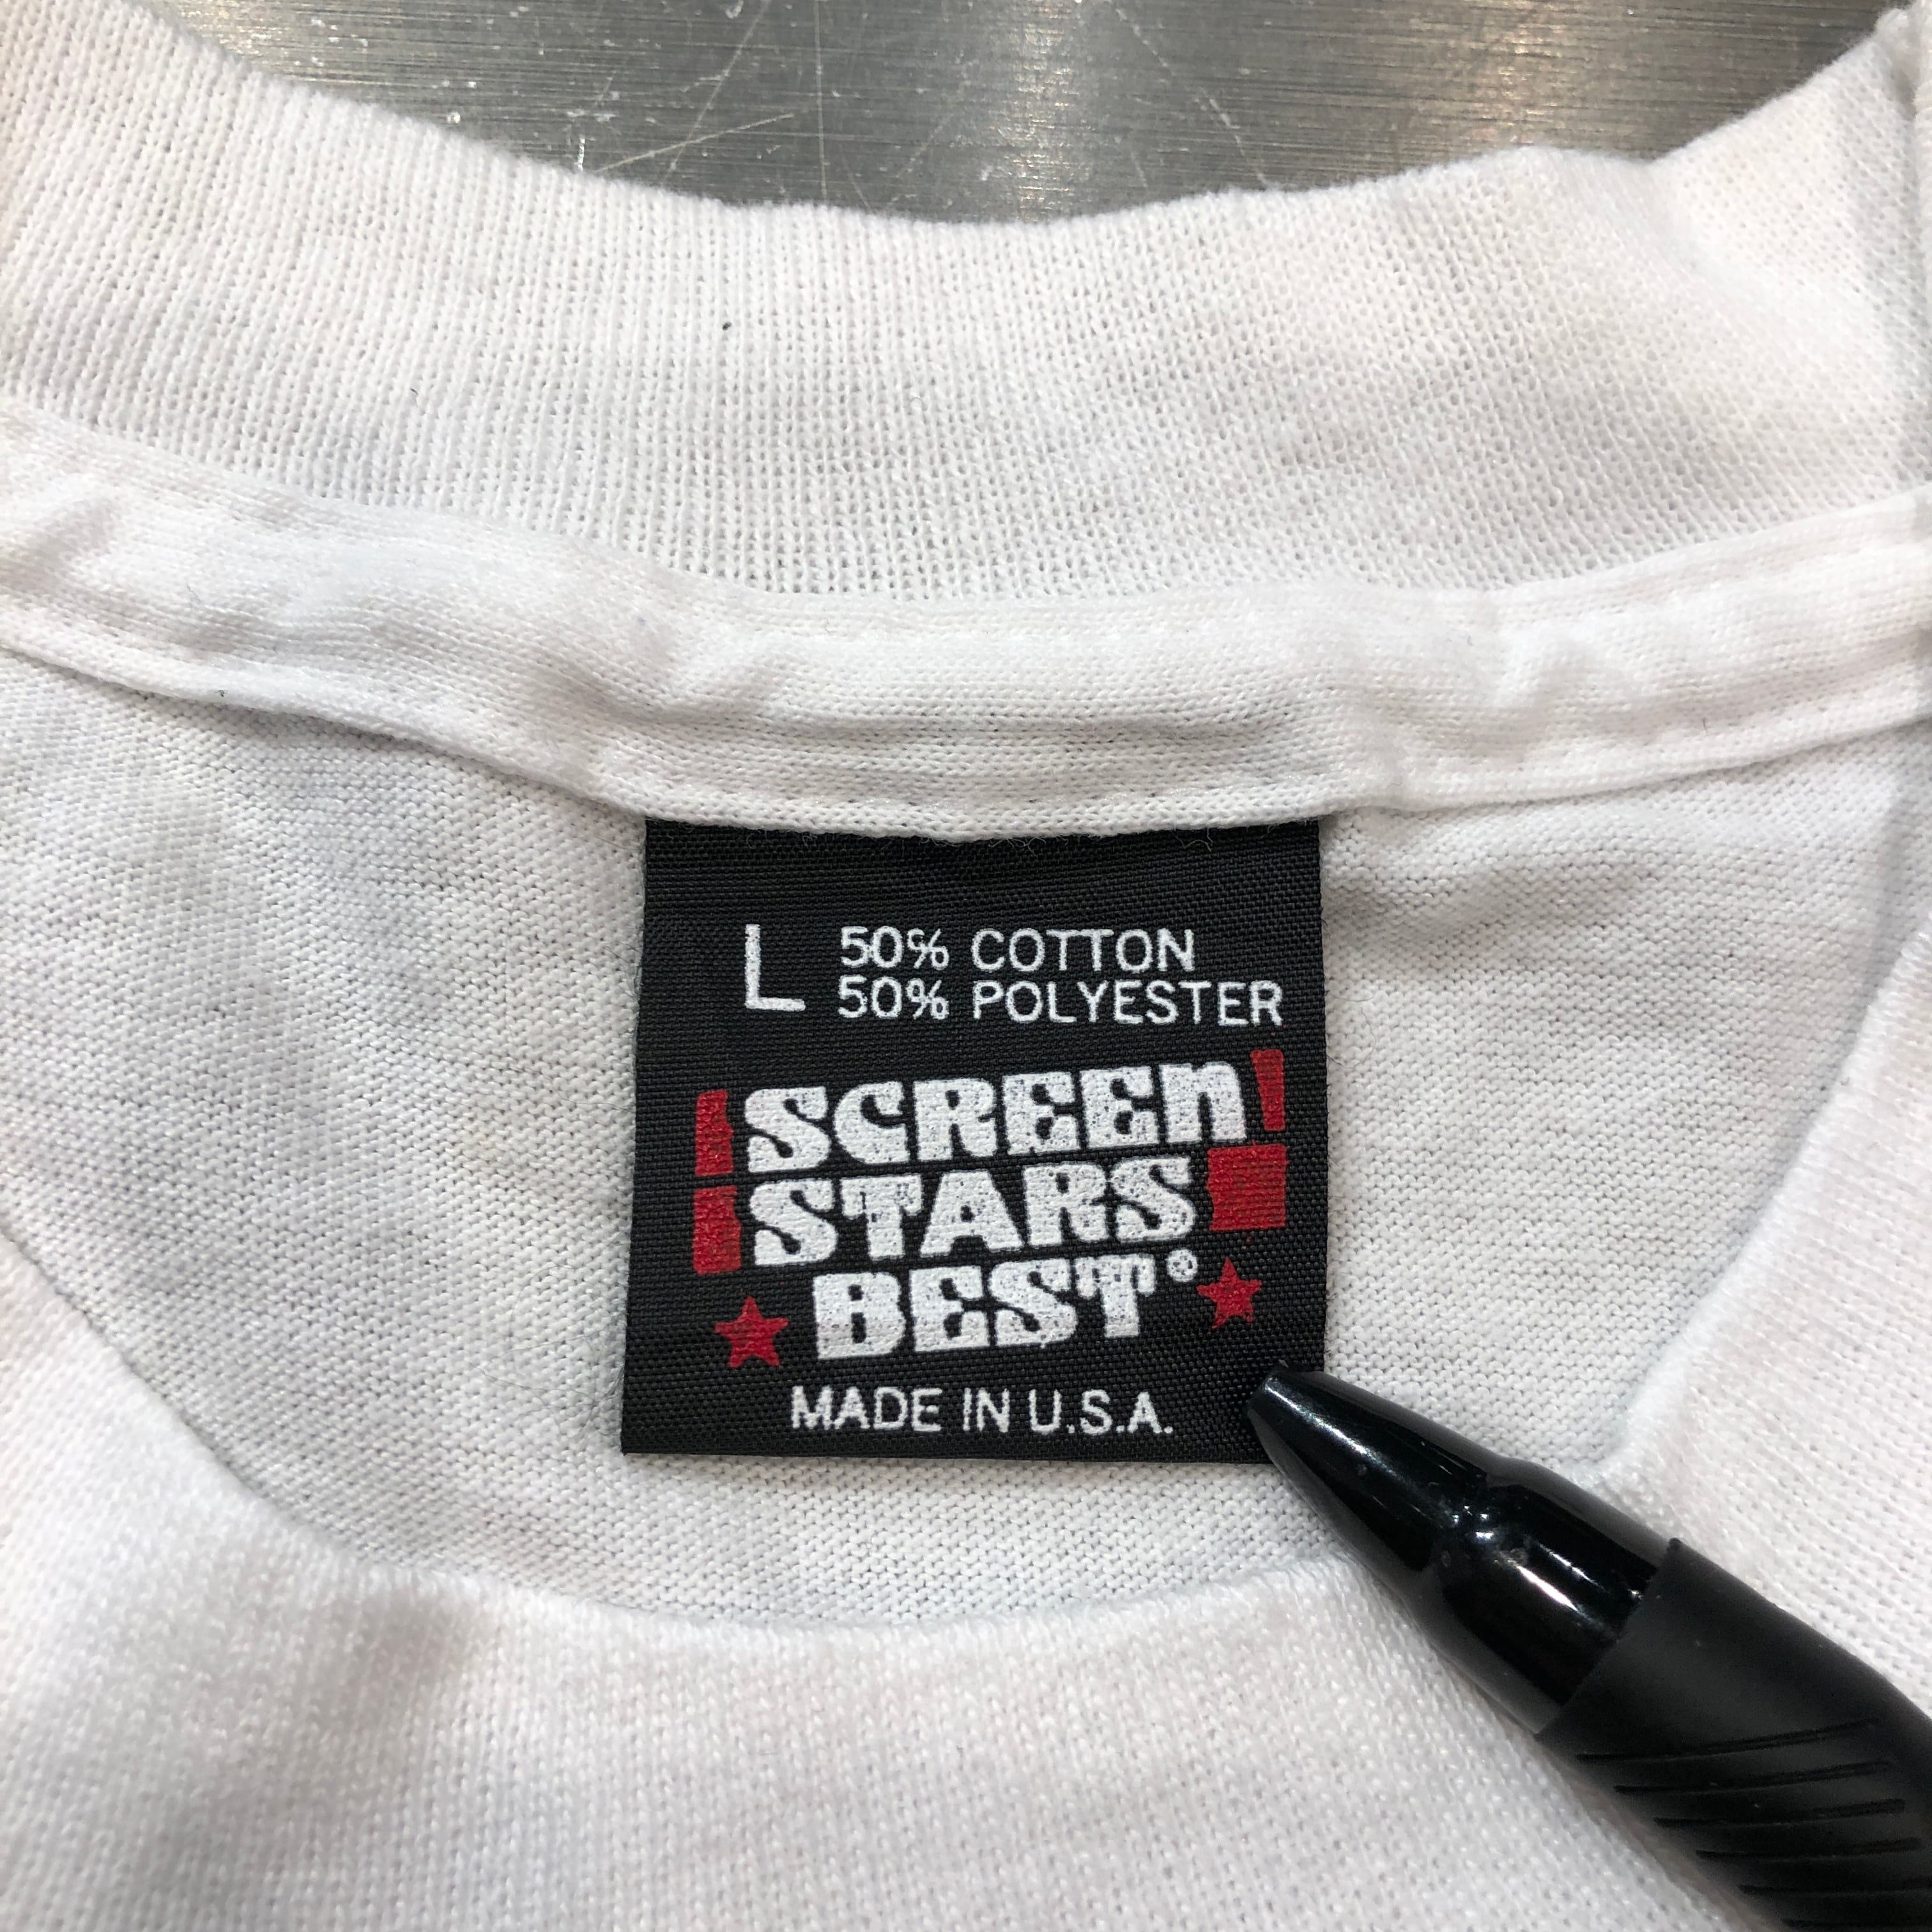 L 50% COTTON
50% POLYESTER
SCREEN
STARS
BEST®
MADE IN U.S.A.